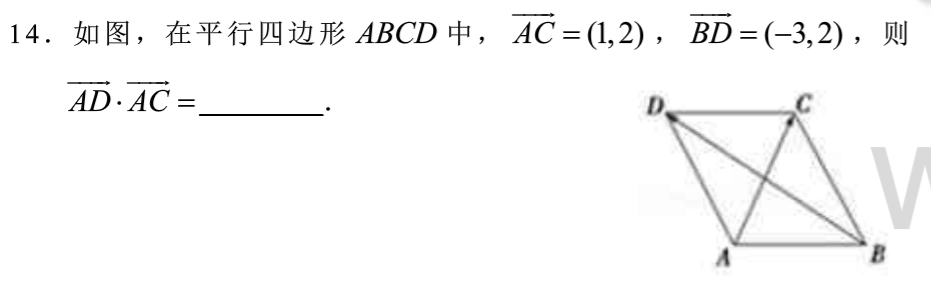 14．如图，在平行四边形 ABCD 中，$\overrightarrow{AC}=(1,2)$，$\overrightarrow{BD}=(-3,2)$，则
$\overrightarrow{AD}\cdot\overrightarrow{AC}=$________.
D C
A B
W